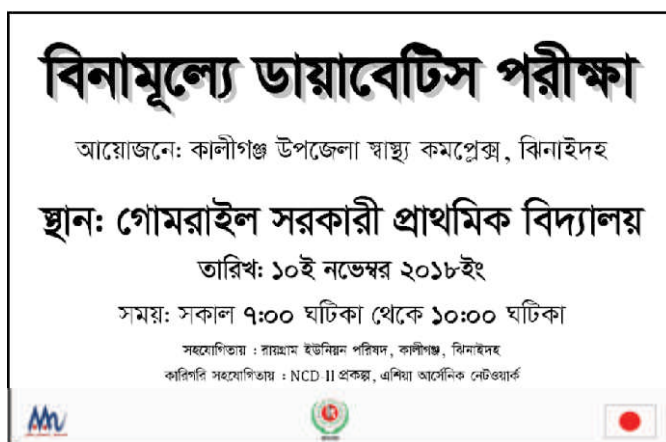 বিনামূল্যে ডায়াবেটিস পরীক্ষা
আয়োজনে: কালীগঞ্জ উপজেলা স্বাস্থ্য কমপ্লেক্স, ঝিনাইদহ
স্থান: গোমরাইল সরকারী প্রাথমিক বিদ্যালয়
তারিখ: ১০ই নভেম্বর ২০১৮ইং
সময়: সকাল ৭:০০ ঘটিকা থেকে ১০:০০ ঘটিকা
সহযোগিতায় : রায়গ্রাম ইউনিয়ন পরিষদ, কালীগঞ্জ, ঝিনাইদহ
কারিগরি সহযোগিতায় : NCD-II প্রকল্প, এশিয়া আর্সেনিক নেটওয়ার্ক